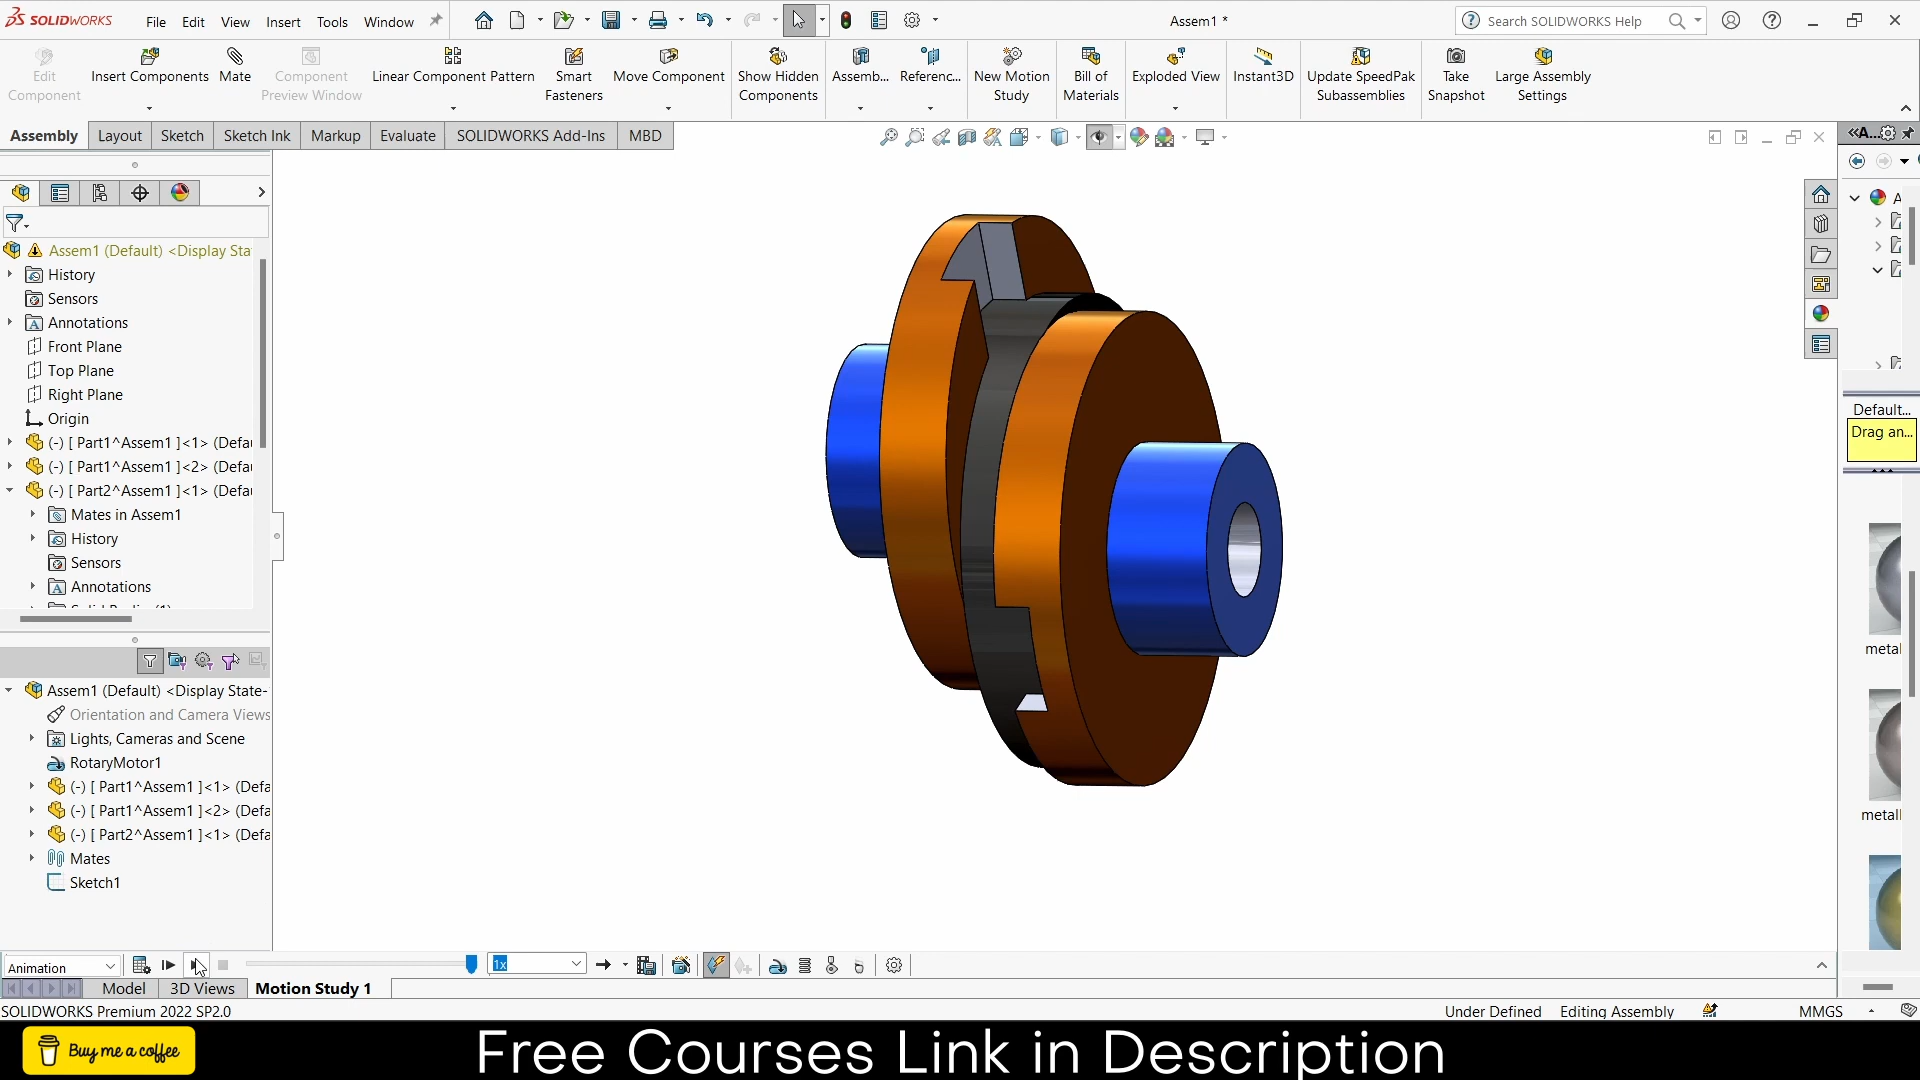 SOLIDWORKS File Edit View Insert Tools Window Assem1 * Search SOLIDWORKS Help
Edit Component
Insert Components
Mate
Component Preview Window
Linear Component Pattern
Smart Fasteners
Move Component
Show Hidden Components
Assemb...
Referenc...
New Motion Study
Bill of Materials
Exploded View
Instant3D
Update SpeedPak Subassemblies
Take Snapshot
Large Assembly Settings
Assembly Layout Sketch Sketch Ink Markup Evaluate SOLIDWORKS Add-Ins MBD
«A...
Assem1 (Default) <Display Sta
History
Sensors
Annotations
Front Plane
Top Plane
Right Plane
Origin
(-) [ Part1^Assem1 ]<1> (Defau
(-) [ Part1^Assem1 ]<2> (Defau
(-) [ Part2^Assem1 ]<1> (Defau
Mates in Assem1
History
Sensors
Annotations
A
Default...
Drag an...
metal
metall
Assem1 (Default) <Display State-
Orientation and Camera Views
Lights, Cameras and Scene
RotaryMotor1
(-) [ Part1^Assem1 ]<1> (Defa
(-) [ Part1^Assem1 ]<2> (Defa
(-) [ Part2^Assem1 ]<1> (Defa
Mates
Sketch1
Animation 1x
Model 3D Views Motion Study 1
SOLIDWORKS Premium 2022 SP2.0 Under Defined Editing Assembly MMGS
Buy me a coffee
Free Courses Link in Description